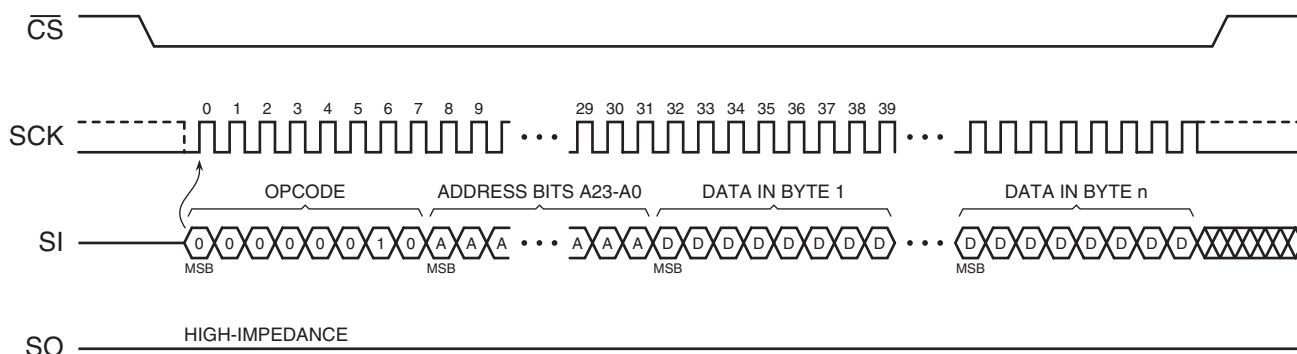 CS
0 1 2 3 4 5 6 7 8 9 29 30 31 32 33 34 35 36 37 38 39
SCK
OPCODE ADDRESS BITS A23-A0 DATA IN BYTE 1 DATA IN BYTE n
SI 0 0 0 0 0 0 1 0 A A A A A A D D D D D D D D D D D D D D D D
MSB MSB MSB MSB
HIGH-IMPEDANCE
SO